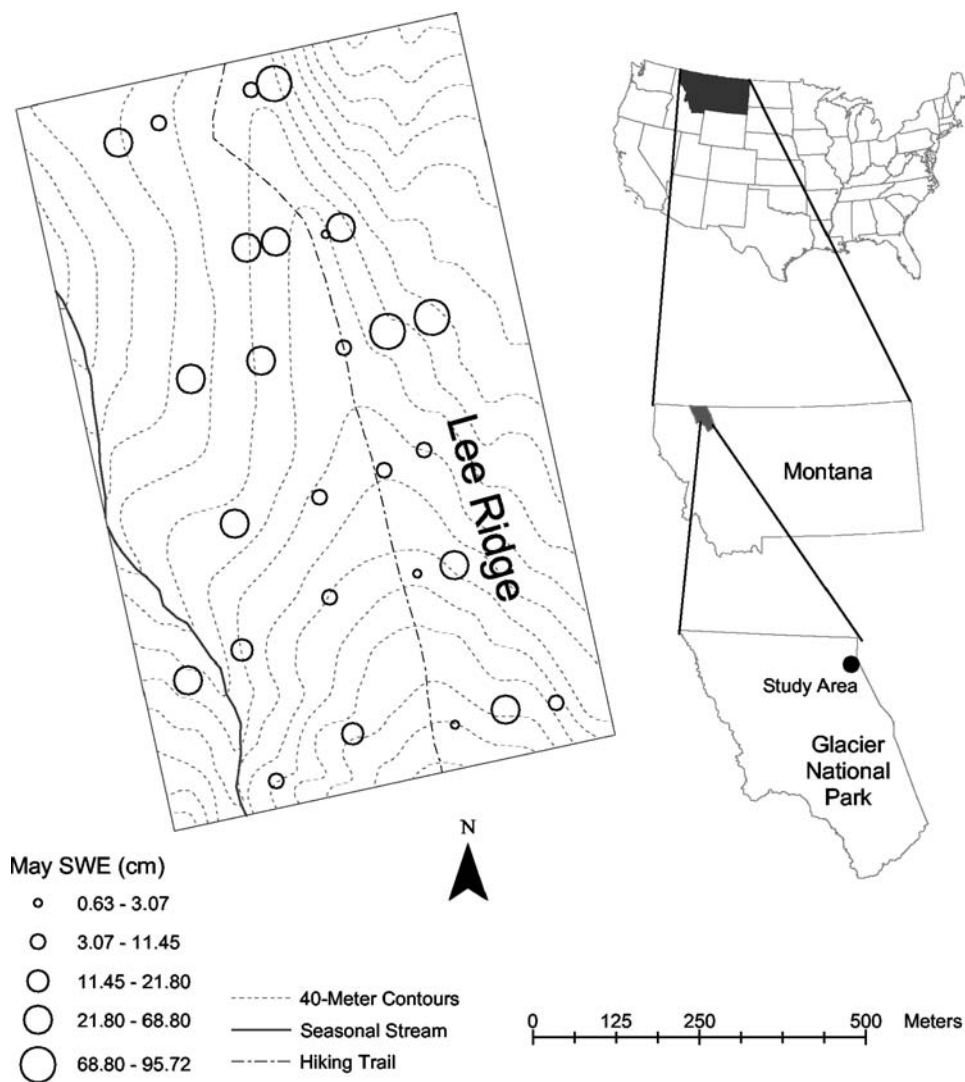 Lee Ridge
Montana
Study Area
Glacier
National
Park
N
May SWE (cm)
0.63 - 3.07
3.07 - 11.45
11.45 - 21.80
21.80 - 68.80
68.80 - 95.72
40-Meter Contours
Seasonal Stream
Hiking Trail
0 125 250 500 Meters